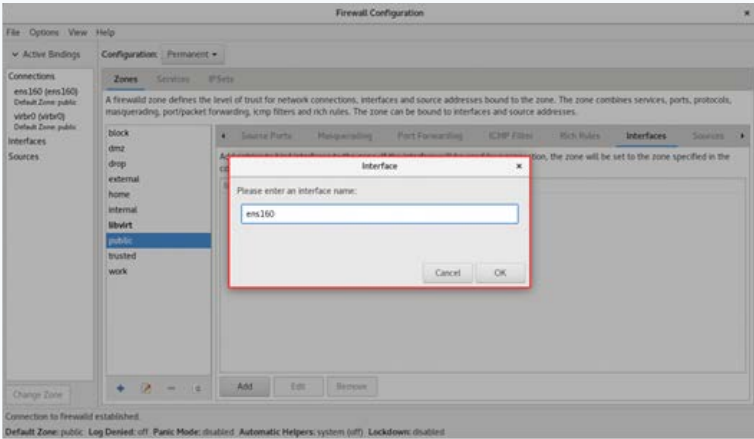 Firewall Configuration
File Options View Help
Active Bindings
Configuration: Permanent
Connections
ens160 (ens160)
Default Zone: public
virbr0 (virbr0)
Default Zone: public
Interfaces
Sources
Zones Services IPSets
A firewalld zone defines the level of trust for network connections, interfaces and source addresses bound to the zone. The zone combines services, ports, protocols,
masquerading, port/packet forwarding, icmp filters and rich rules. The zone can be bound to interfaces and source addresses.
block
dmz
drop
external
home
internal
libvirt
public
trusted
work
Source Ports Masquerading Port Forwarding ICMP Filter Rich Rules Interfaces Sources
the zone will be set to the zone specified in the
Interface
Please enter an interface name:
ens160
Cancel OK
Add Edit Remove
Change Zone
Connection to firewalld established.
Default Zone: public Log Denied: off Panic Mode: disabled Automatic Helpers: system (off) Lockdown: disabled